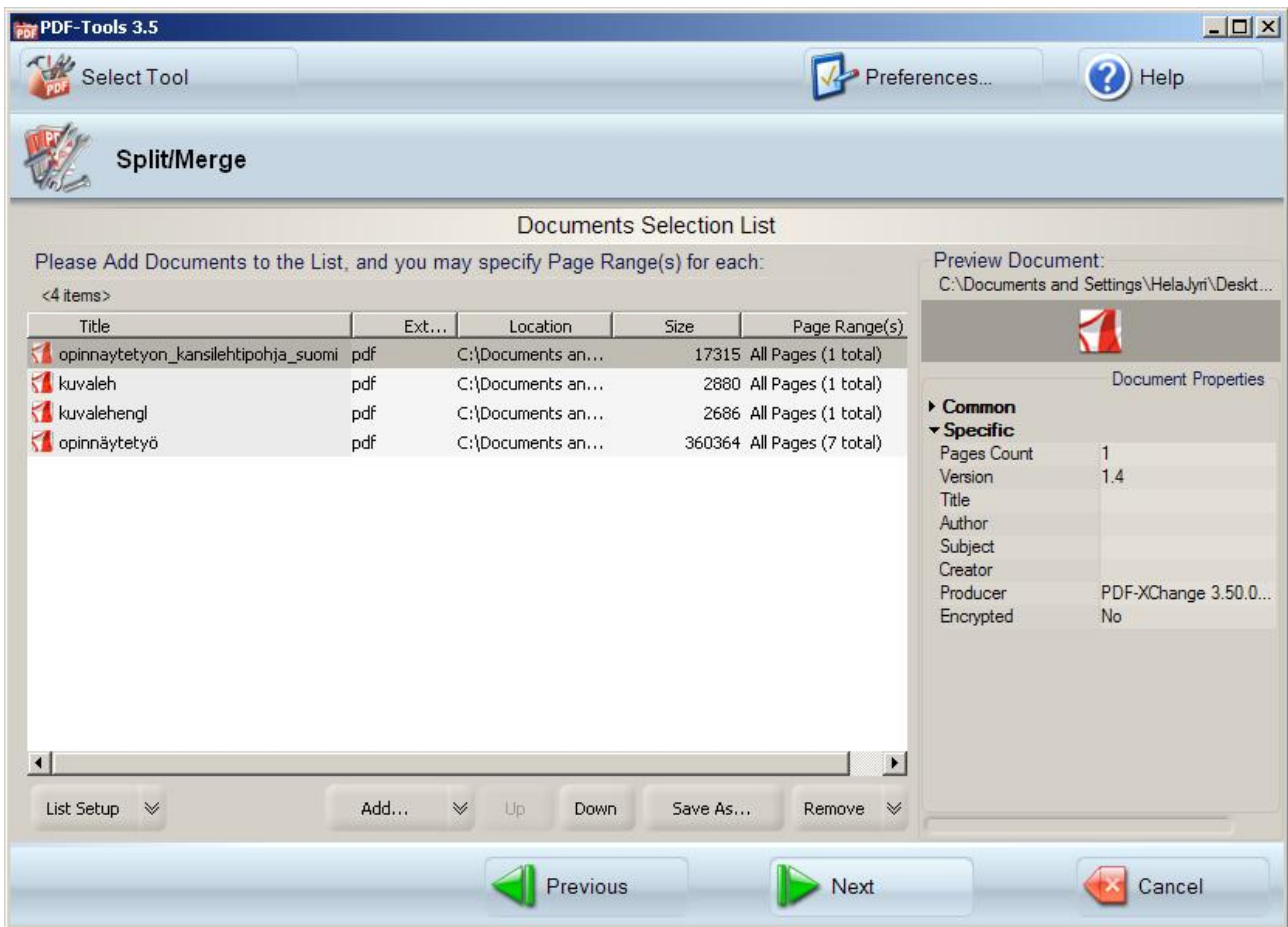 PDF-Tools 3.5
Select Tool Preferences... Help
Split/Merge
Documents Selection List
Please Add Documents to the List, and you may specify Page Range(s) for each:
<4 items>
Title Ext... Location Size Page Range(s)
opinnaytetyon_kansilehtipohja_suomi pdf C:\Documents an... 17315 All Pages (1 total)
kuvaleh pdf C:\Documents an... 2880 All Pages (1 total)
kuvalehengl pdf C:\Documents an... 2686 All Pages (1 total)
opinnäytetyö pdf C:\Documents an... 360364 All Pages (7 total)
List Setup Add... Up Down Save As... Remove
Preview Document:
C:\Documents and Settings\HelaJyri\Deskt...
Document Properties
Common
Specific
Pages Count 1
Version 1.4
Title
Author
Subject
Creator
Producer PDF-XChange 3.50.0...
Encrypted No
Previous Next Cancel